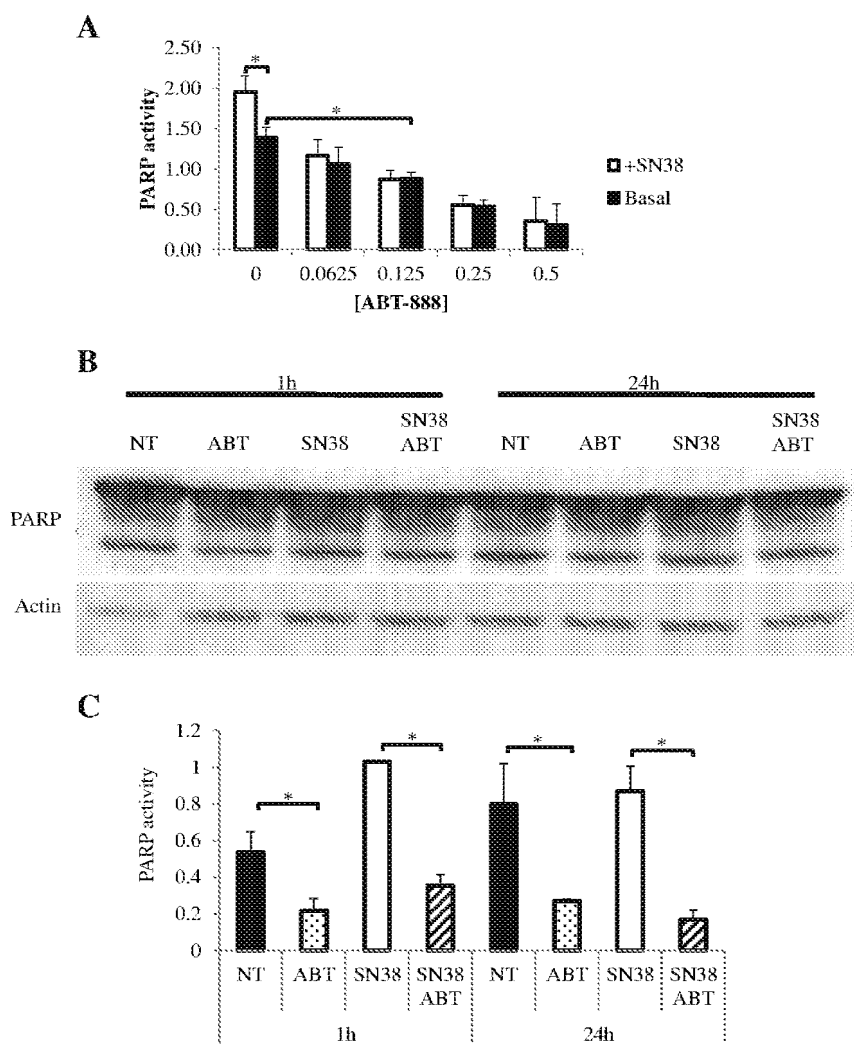 A
PARP activity
2.50
2.00
1.50
1.00
0.50
0.00
*
*
0 0.0625 0.125 0.25 0.5
[ABT-888]
+SN38
Basal
B
1h 24h
NT ABT SN38 SN38 ABT NT ABT SN38 SN38 ABT
PARP
Actin
C
PARP activity
1.2
1
0.8
0.6
0.4
0.2
0
* * * *
NT ABT SN38 SN38 ABT NT ABT SN38 SN38 ABT
1h 24h